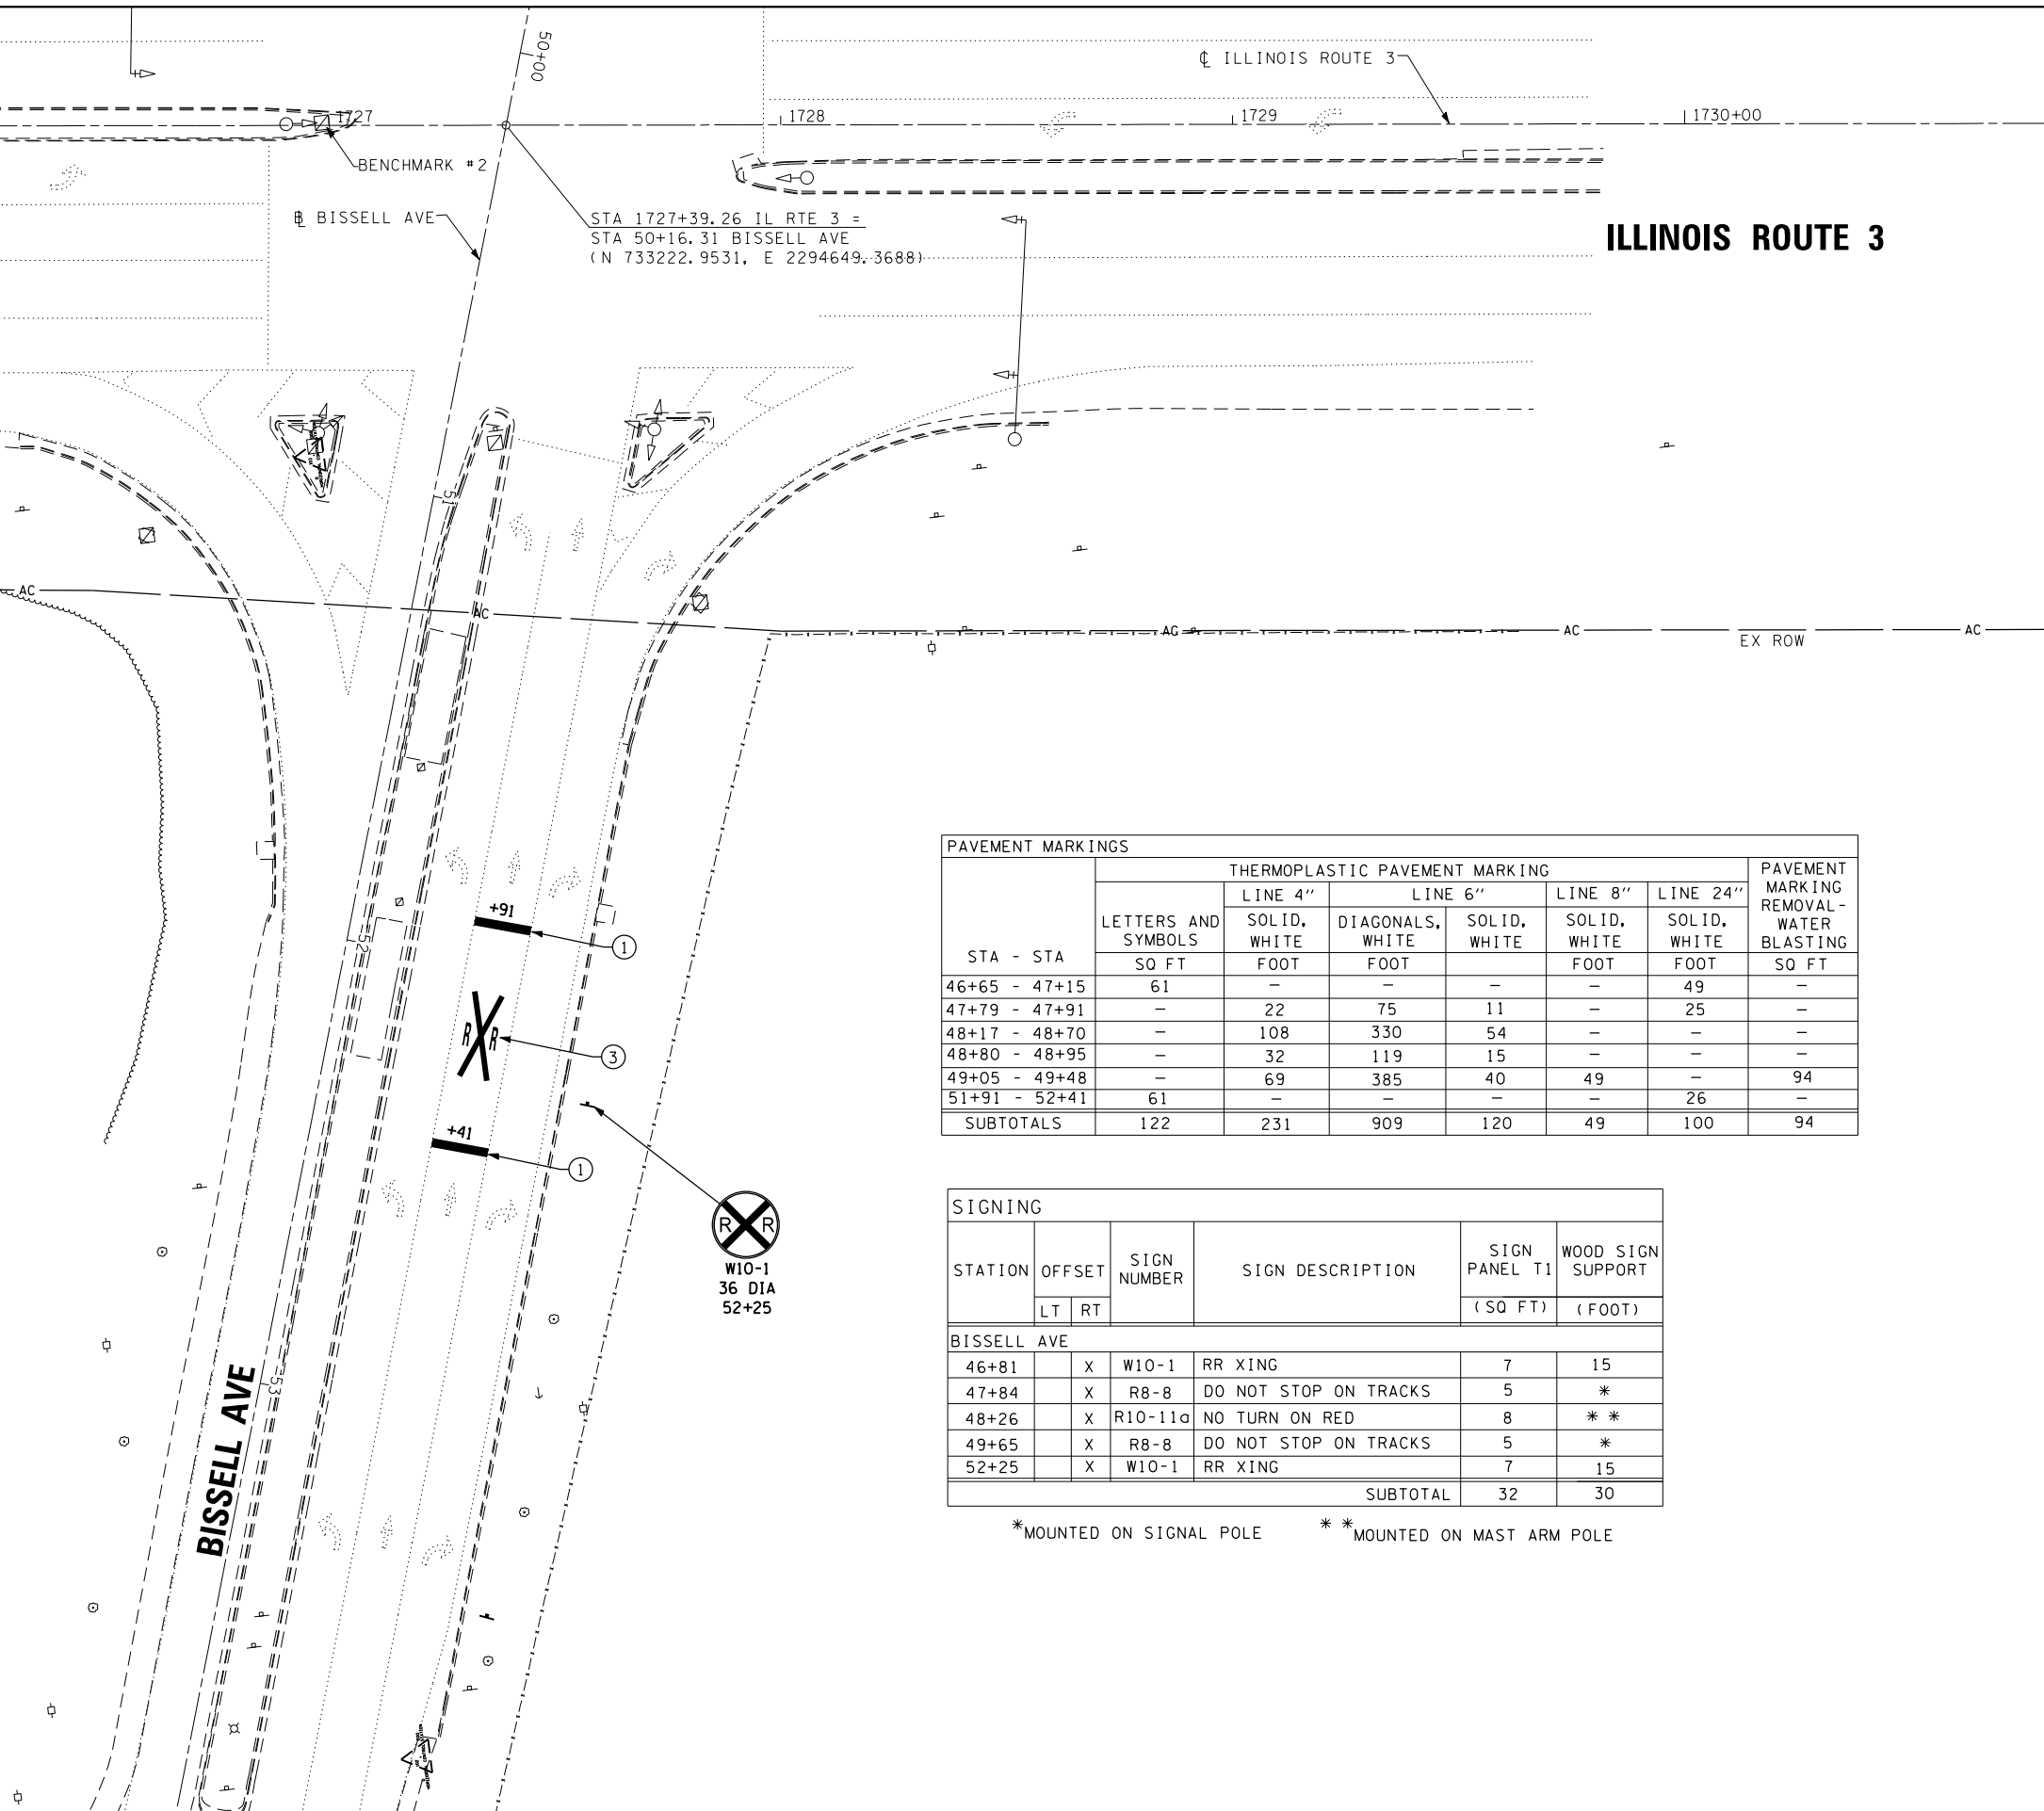 50+00
℄ ILLINOIS ROUTE 3
1727
1728
1729
1730+00
BENCHMARK #2
⅊ BISSELL AVE
STA 1727+39.26 IL RTE 3 =
STA 50+16.31 BISSELL AVE
(N 733222.9531, E 2294649.3688)
ILLINOIS ROUTE 3
51
AC
AC
AC
AC
AC
EX ROW
+91
1
52
R R
3
+41
1
R R
W10-1
36 DIA
52+25
53
BISSELL AVE
PAVEMENT MARKINGS
STA - STA
THERMOPLASTIC PAVEMENT MARKING
PAVEMENT
MARKING
REMOVAL-
WATER
BLASTING
LETTERS AND
SYMBOLS
LINE 4" LINE 6" LINE 8" LINE 24"
SOLID, WHITE DIAGONALS, WHITE SOLID, WHITE SOLID, WHITE SOLID, WHITE
SQ FT FOOT FOOT FOOT FOOT SQ FT
46+65 - 47+15 61 - - - - 49 -
47+79 - 47+91 - 22 75 11 - 25 -
48+17 - 48+70 - 108 330 54 - - -
48+80 - 48+95 - 32 119 15 - - -
49+05 - 49+48 - 69 385 40 49 - 94
51+91 - 52+41 61 - - - - 26 -
SUBTOTALS 122 231 909 120 49 100 94
SIGNING
STATION OFFSET SIGN NUMBER SIGN DESCRIPTION SIGN PANEL T1 WOOD SIGN SUPPORT
LT RT (SQ FT) (FOOT)
BISSELL AVE
46+81 X W10-1 RR XING 7 15
47+84 X R8-8 DO NOT STOP ON TRACKS 5 *
48+26 X R10-11a NO TURN ON RED 8 * *
49+65 X R8-8 DO NOT STOP ON TRACKS 5 *
52+25 X W10-1 RR XING 7 15
SUBTOTAL 32 30
*MOUNTED ON SIGNAL POLE * *MOUNTED ON MAST ARM POLE